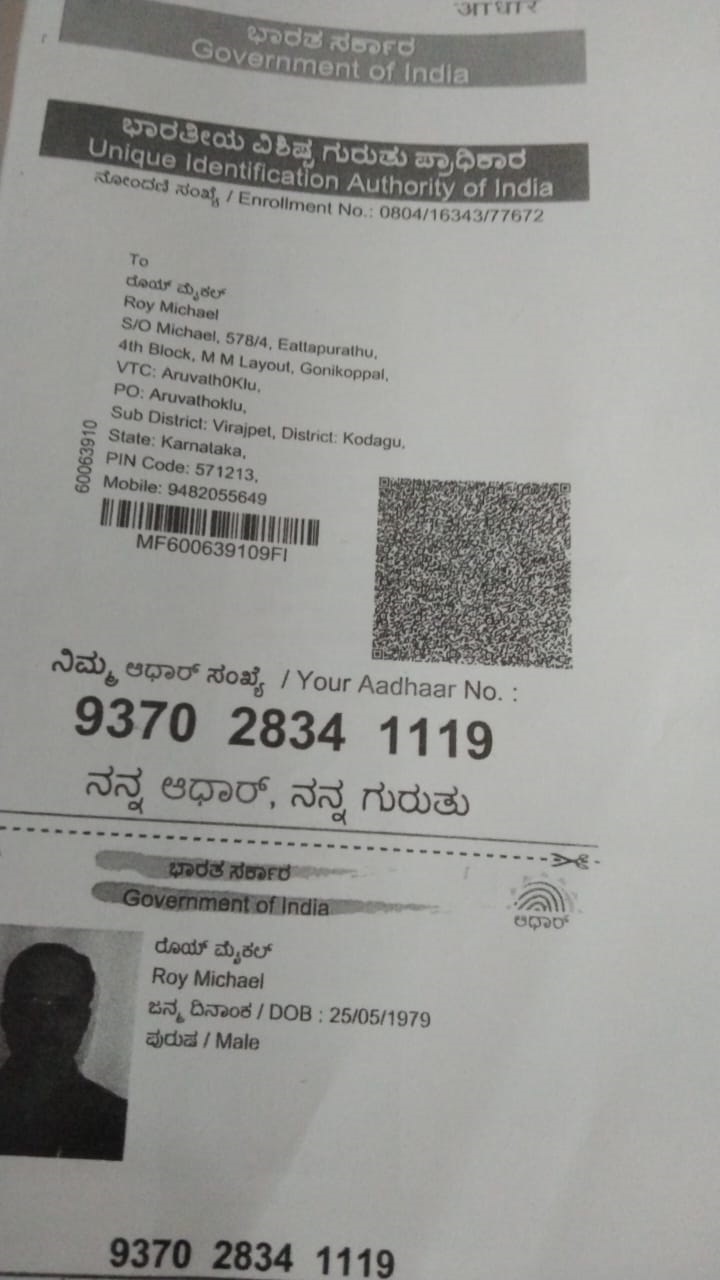 आधार
ಭಾರತ ಸರ್ಕಾರ
Government of India
ಭಾರತೀಯ ವಿಶಿಷ್ಟ ಗುರುತು ಪ್ರಾಧಿಕಾರ
Unique Identification Authority of India
ನೋಂದಣಿ ಸಂಖ್ಯೆ / Enrollment No.: 0804/16343/77672
To
ರೊಯ್ ಮೈಕಲ್
Roy Michael
S/O Michael, 578/4, Eattapurathu,
4th Block, M M Layout, Gonikoppal,
VTC: Aruvath0Klu,
PO: Aruvathoklu,
Sub District: Virajpet, District: Kodagu,
State: Karnataka,
PIN Code: 571213,
Mobile: 9482055649
60063910
MF600639109FI
ನಿಮ್ಮ ಆಧಾರ್ ಸಂಖ್ಯೆ / Your Aadhaar No. :
9370 2834 1119
ನನ್ನ ಆಧಾರ್, ನನ್ನ ಗುರುತು
ಭಾರತ ಸರ್ಕಾರ
Government of India
ಆಧಾರ್
ರೊಯ್ ಮೈಕಲ್
Roy Michael
ಜನ್ಮ ದಿನಾಂಕ / DOB : 25/05/1979
ಪುರುಷ / Male
9370 2834 1119